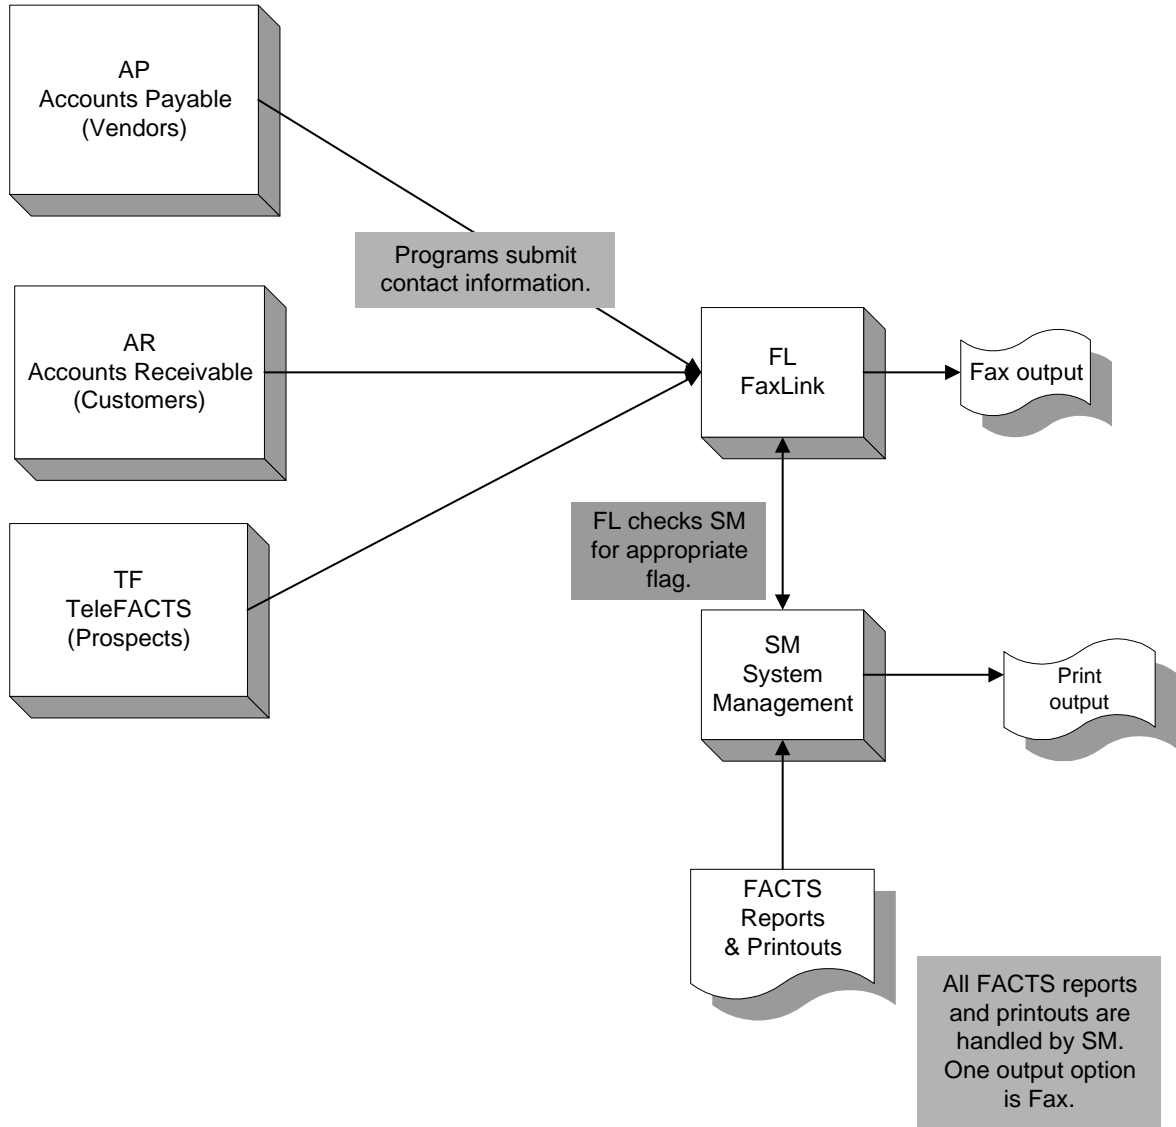 AP
Accounts Payable
(Vendors)
Programs submit
contact information.
AR
Accounts Receivable
(Customers)
FL
FaxLink
Fax output
FL checks SM
for appropriate
flag.
TF
TeleFACTS
(Prospects)
SM
System
Management
Print
output
FACTS
Reports
& Printouts
All FACTS reports
and printouts are
handled by SM.
One output option
is Fax.